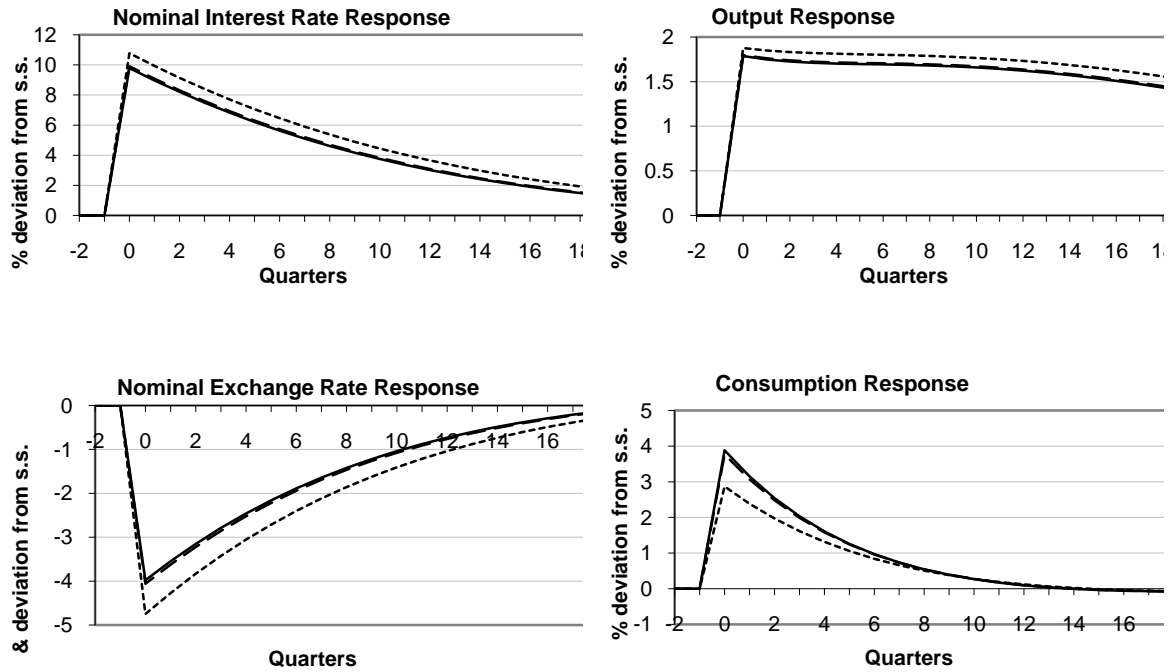 Nominal Interest Rate Response
% deviation from s.s.
12
10
8
6
4
2
0
-2 0 2 4 6 8 10 12 14 16 18
Quarters
Output Response
% deviation from s.s.
2
1.5
1
0.5
0
-2 0 2 4 6 8 10 12 14 16 18
Quarters
Nominal Exchange Rate Response
& deviation from s.s.
0
-1
-2
-3
-4
-5
-2 0 2 4 6 8 10 12 14 16
Quarters
Consumption Response
% deviation from s.s.
5
4
3
2
1
0
-1
-2 0 2 4 6 8 10 12 14 16
Quarters